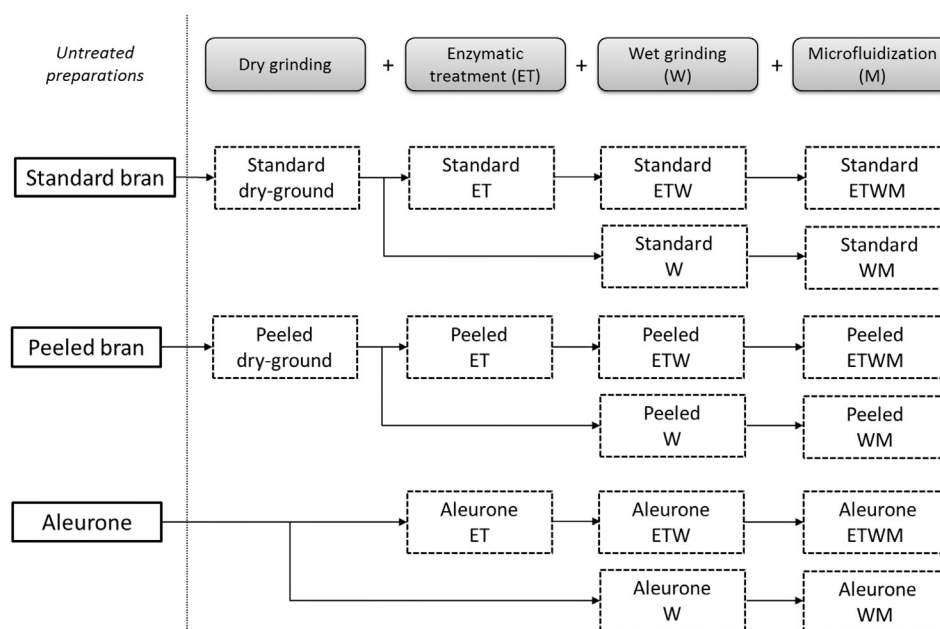 Untreated
preparations
Dry grinding
+
Enzymatic
treatment (ET)
+
Wet grinding
(W)
+
Microfluidization
(M)
Standard bran
Standard
dry-ground
Standard
ET
Standard
ETW
Standard
ETWM
Standard
W
Standard
WM
Peeled bran
Peeled
dry-ground
Peeled
ET
Peeled
ETW
Peeled
ETWM
Peeled
W
Peeled
WM
Aleurone
Aleurone
ET
Aleurone
ETW
Aleurone
ETWM
Aleurone
W
Aleurone
WM